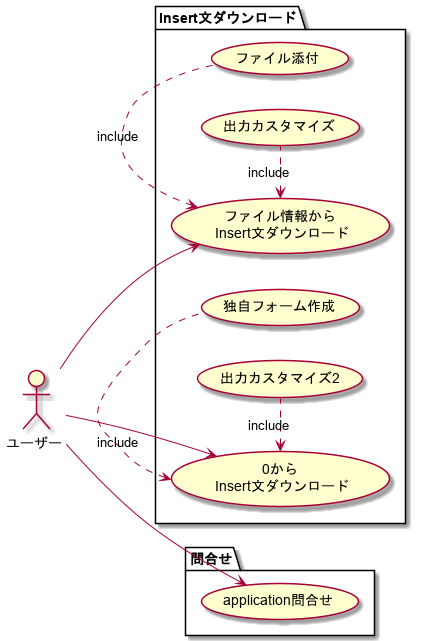 Insert文ダウンロード
ファイル添付
出力カスタマイズ
include
include
ファイル情報から
Insert文ダウンロード
独自フォーム作成
出力カスタマイズ2
include
include
ユーザー
0から
Insert文ダウンロード
問合せ
application問合せ